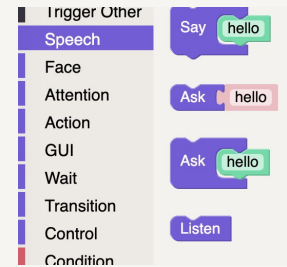 Trigger Other
Speech
Face
Attention
Action
GUI
Wait
Transition
Control
Condition
Say hello
Ask hello
Ask hello
Listen